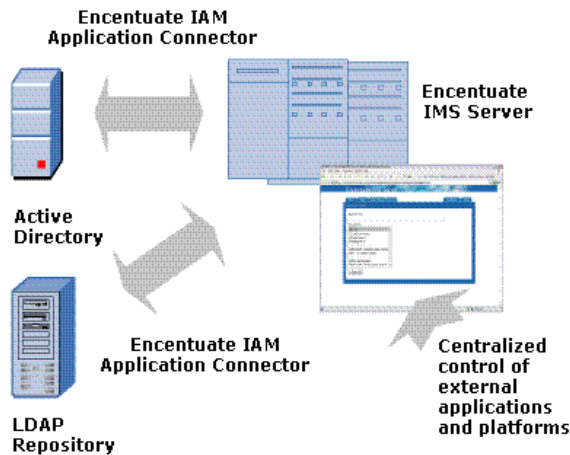 Encentuate IAM
Application Connector
Encentuate
IMS Server
Active
Directory
Encentuate IAM
Application Connector
LDAP
Repository
Centralized
control of
external
applications
and platforms